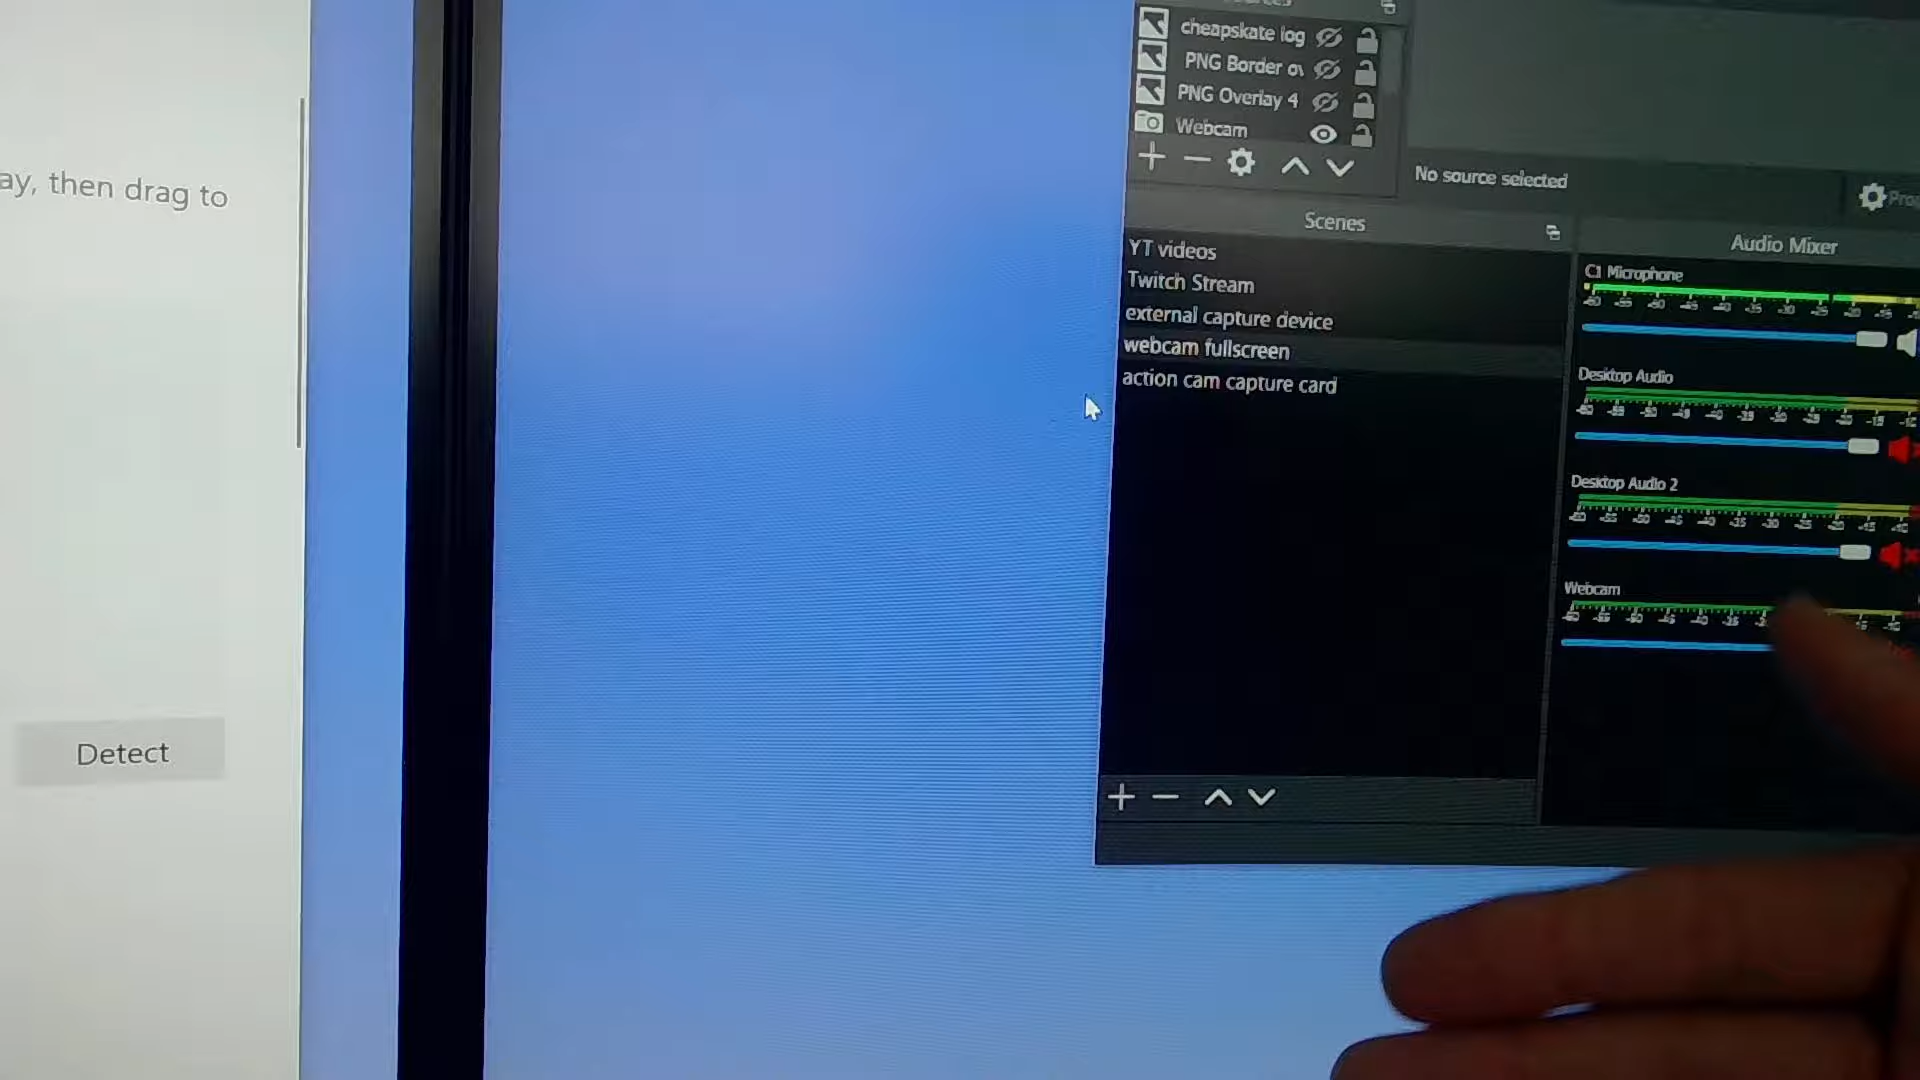 ay, then drag to
Detect
cheapskate log
PNG Border ov
PNG Overlay 4
Webcam
No source selected
Scenes
YT videos
Twitch Stream
external capture device
webcam fullscreen
action cam capture card
Audio Mixer
C1 Microphone
Desktop Audio
Desktop Audio 2
Webcam